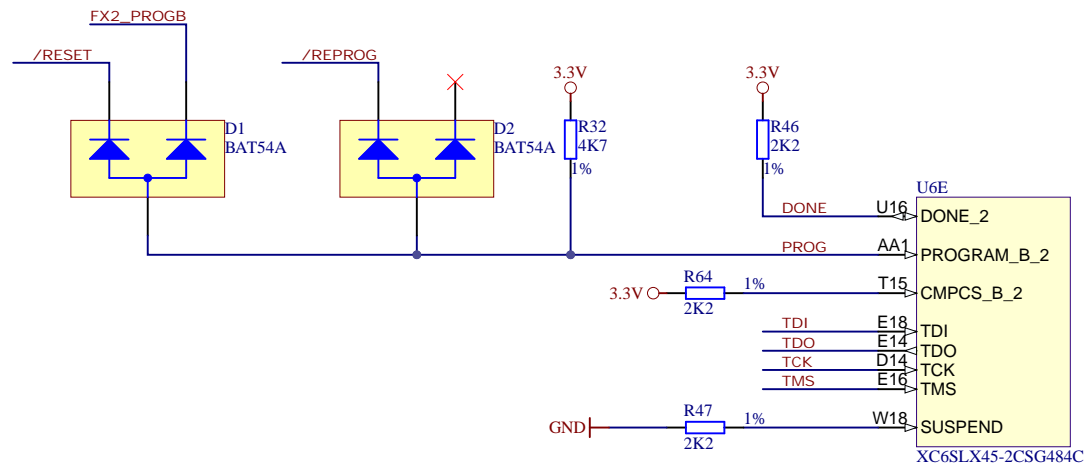 FX2_PROGB
/RESET
/REPROG
3.3V
3.3V
D1
BAT54A
D2
BAT54A
R32
4K7
1%
R46
2K2
1%
U6E
DONE
U16
DONE_2
PROG
AA1
PROGRAM_B_2
3.3V
R64
2K2
1%
T15
CMPCS_B_2
TDI
E18
TDI
TDO
E14
TDO
TCK
D14
TCK
TMS
E16
TMS
GND
R47
2K2
1%
W18
SUSPEND
XC6SLX45-2CSG484C